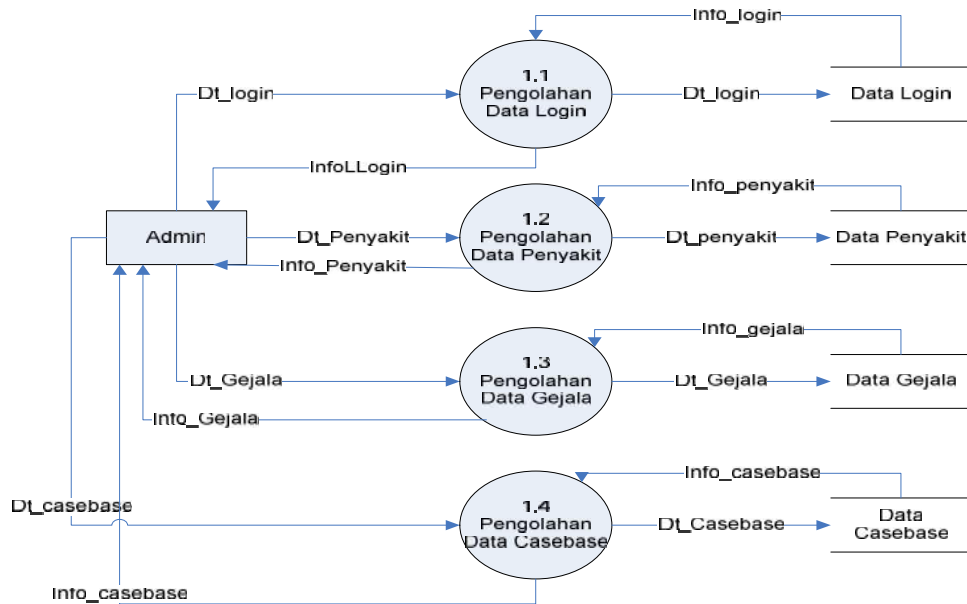 Info_login
1.1
Pengolahan
Data Login
Dt_login
Dt_login
Data Login
InfoLLogin
Info_penyakit
1.2
Pengolahan
Data Penyakit
Admin
Dt_Penyakit
Dt_penyakit
Data Penyakit
Info_Penyakit
Info_gejala
1.3
Pengolahan
Data Gejala
Dt_Gejala
Dt_Gejala
Data Gejala
Info_Gejala
Info_casebase
Dt_casebase
1.4
Pengolahan
Data Casebase
Dt_Casebase
Data
Casebase
Info_casebase